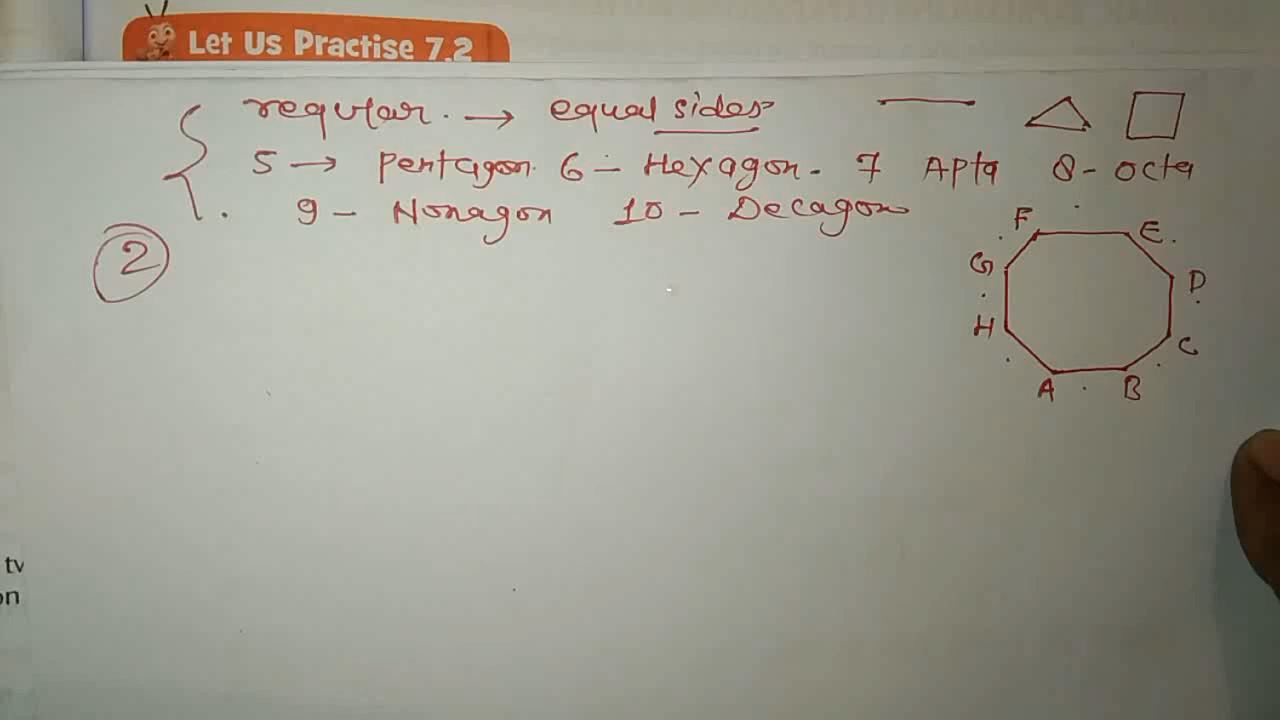 Let Us Practise 7.2
regular. → equal sides
5 → Pentagon. 6 - Hexagon - 7 Apta 8 - octa
9 - Nonagon 10 - Decagon
2
F E
G D
H C
A B
tv
on